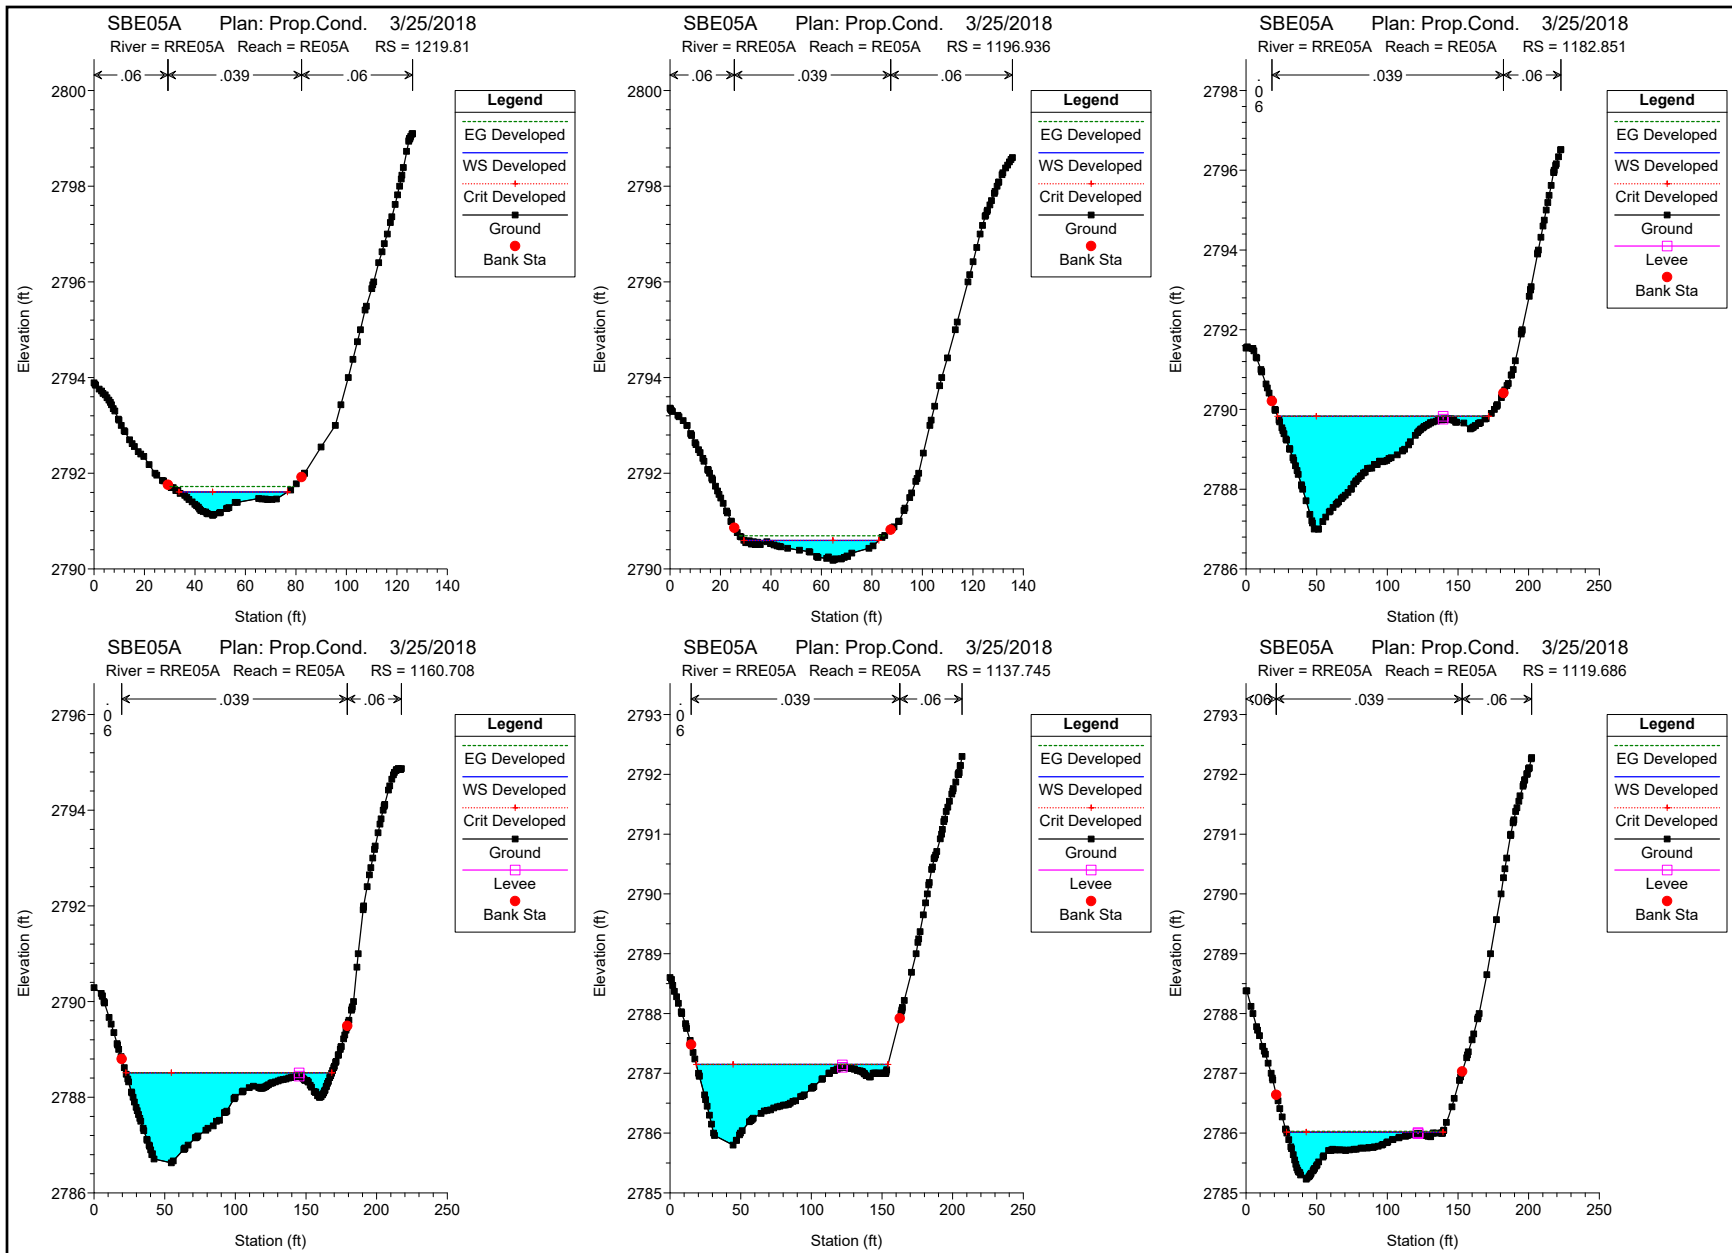 SBE05A Plan: Prop.Cond. 3/25/2018
River = RRE05A Reach = RE05A RS = 1219.81
.06 .039 .06
Elevation (ft)
2800
2798
2796
2794
2792
2790
0 20 40 60 80 100 120 140
Station (ft)
Legend
EG Developed
WS Developed
Crit Developed
Ground
Bank Sta
SBE05A Plan: Prop.Cond. 3/25/2018
River = RRE05A Reach = RE05A RS = 1196.936
.06 .039 .06
Elevation (ft)
2800
2798
2796
2794
2792
2790
0 20 40 60 80 100 120 140
Station (ft)
Legend
EG Developed
WS Developed
Crit Developed
Ground
Bank Sta
SBE05A Plan: Prop.Cond. 3/25/2018
River = RRE05A Reach = RE05A RS = 1182.851
.06 .039 .06
Elevation (ft)
2798
2796
2794
2792
2790
2788
2786
0 50 100 150 200 250
Station (ft)
Legend
EG Developed
WS Developed
Crit Developed
Ground
Levee
Bank Sta
SBE05A Plan: Prop.Cond. 3/25/2018
River = RRE05A Reach = RE05A RS = 1160.708
.06 .039 .06
Elevation (ft)
2796
2794
2792
2790
2788
2786
0 50 100 150 200 250
Station (ft)
Legend
EG Developed
WS Developed
Crit Developed
Ground
Levee
Bank Sta
SBE05A Plan: Prop.Cond. 3/25/2018
River = RRE05A Reach = RE05A RS = 1137.745
.06 .039 .06
Elevation (ft)
2793
2792
2791
2790
2789
2788
2787
2786
2785
0 50 100 150 200 250
Station (ft)
Legend
EG Developed
WS Developed
Crit Developed
Ground
Levee
Bank Sta
SBE05A Plan: Prop.Cond. 3/25/2018
River = RRE05A Reach = RE05A RS = 1119.686
.06 .039 .06
Elevation (ft)
2793
2792
2791
2790
2789
2788
2787
2786
2785
0 50 100 150 200 250
Station (ft)
Legend
EG Developed
WS Developed
Crit Developed
Ground
Levee
Bank Sta